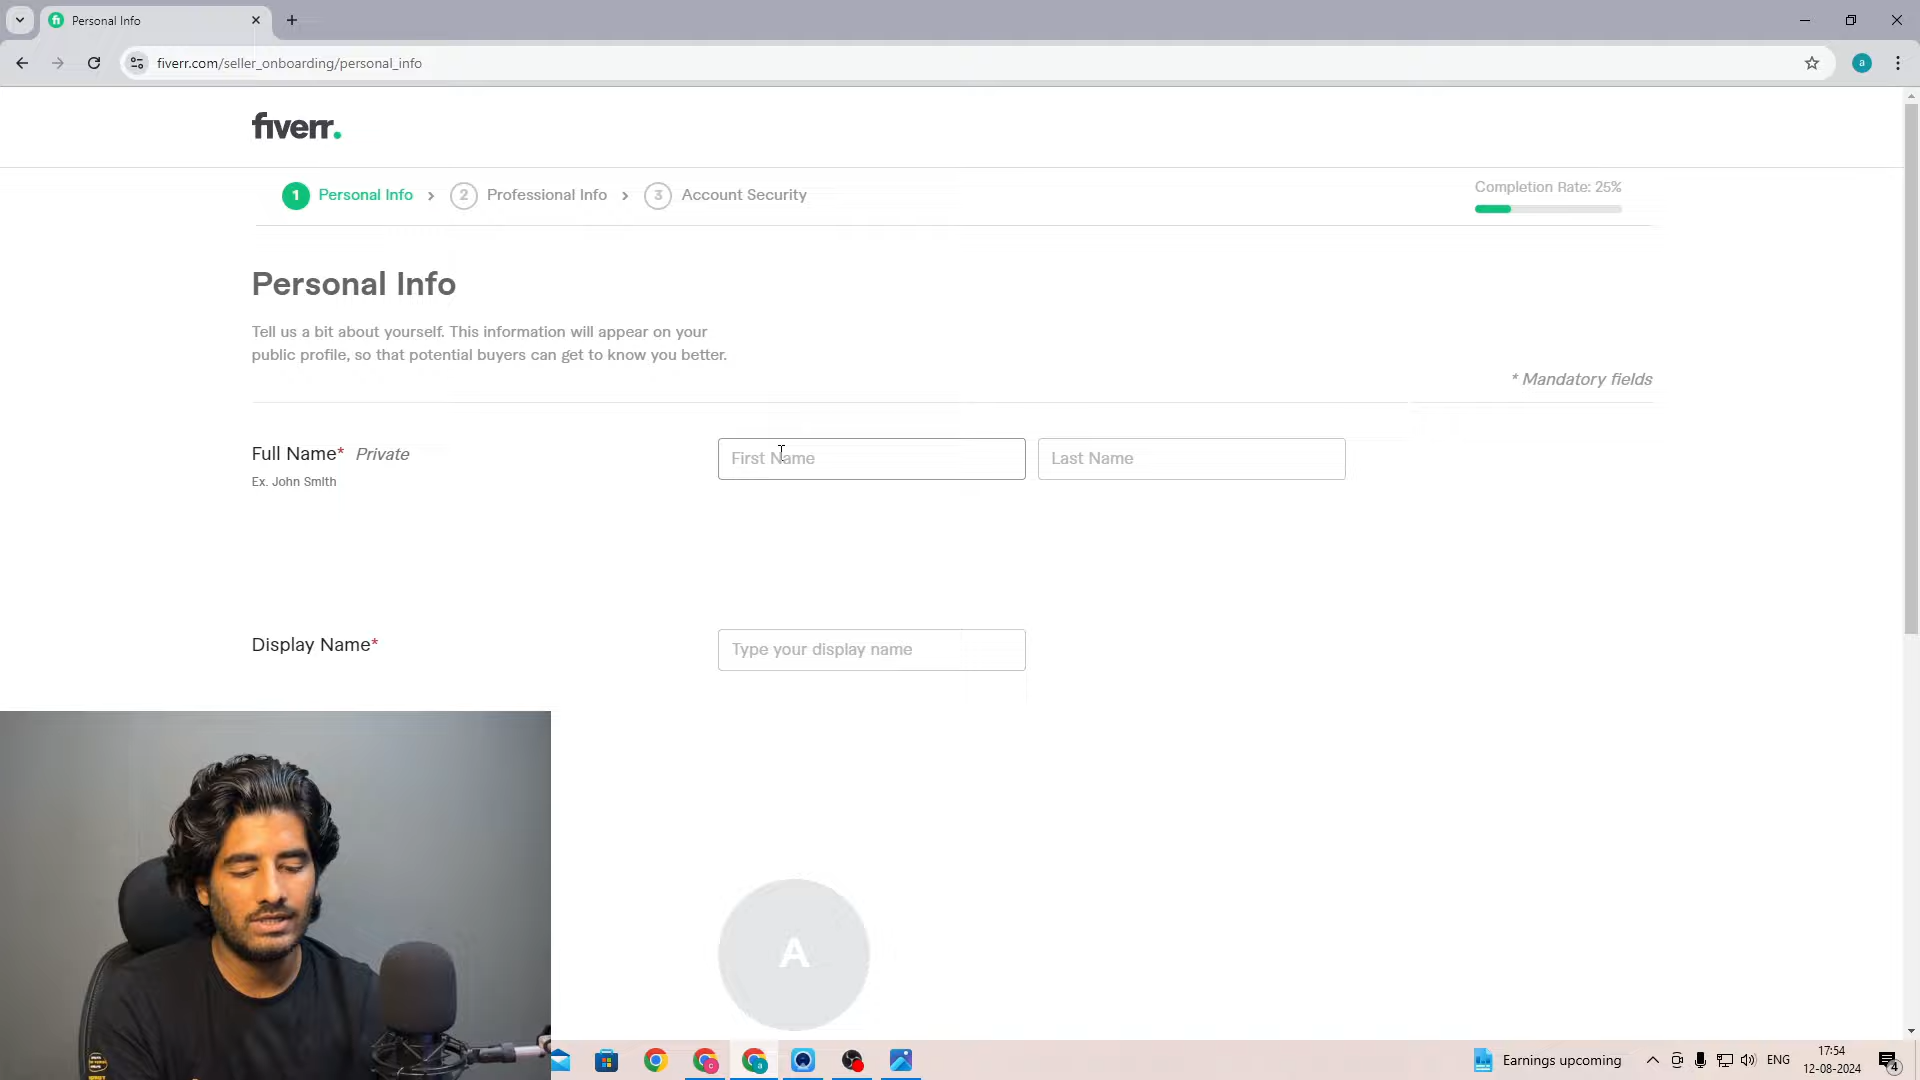 Personal Info
fiverr.com/seller_onboarding/personal_info
a
fiverr.
1 Personal Info > 2 Professional Info > 3 Account Security
Completion Rate: 25%
Personal Info
Tell us a bit about yourself. This information will appear on your
public profile, so that potential buyers can get to know you better.
* Mandatory fields
Full Name* Private
Ex. John Smith
First Name
Last Name
Display Name*
Type your display name
A
Earnings upcoming
ENG
17:54
12-08-2024
4